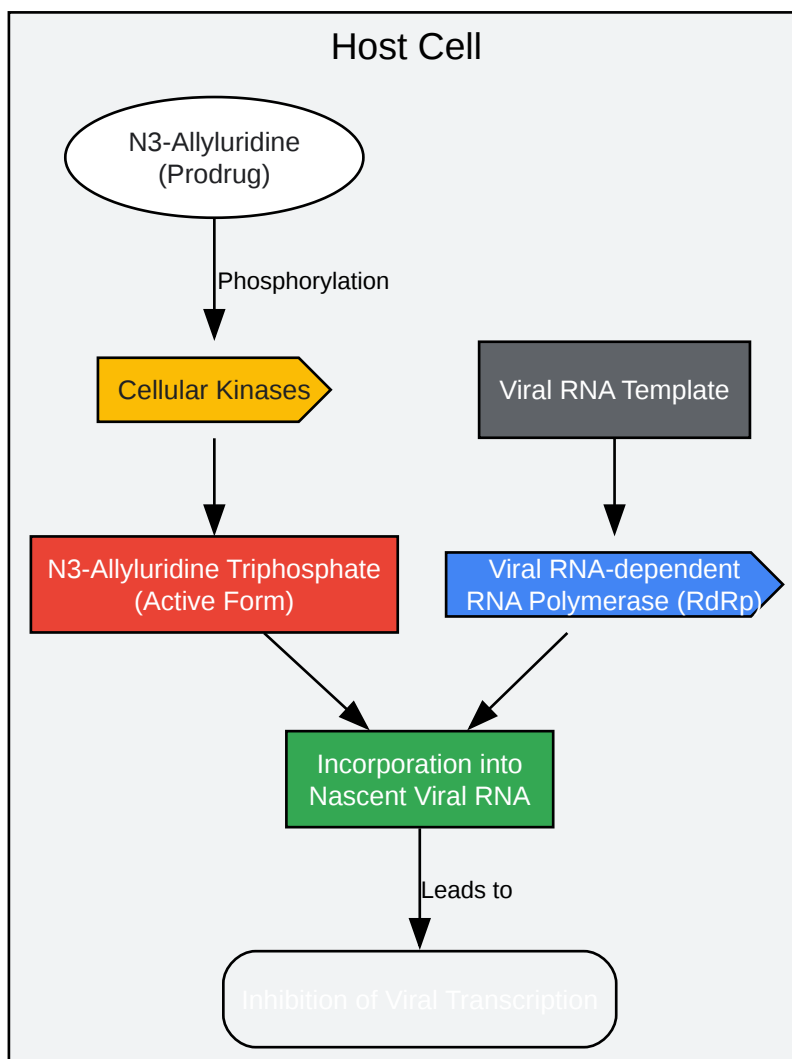 Host Cell
N3-Allyluridine
(Prodrug)
Phosphorylation
Cellular Kinases
Viral RNA Template
N3-Allyluridine Triphosphate
(Active Form)
Viral RNA-dependent
RNA Polymerase (RdRp)
Incorporation into
Nascent Viral RNA
Leads to
Inhibition of Viral Transcription